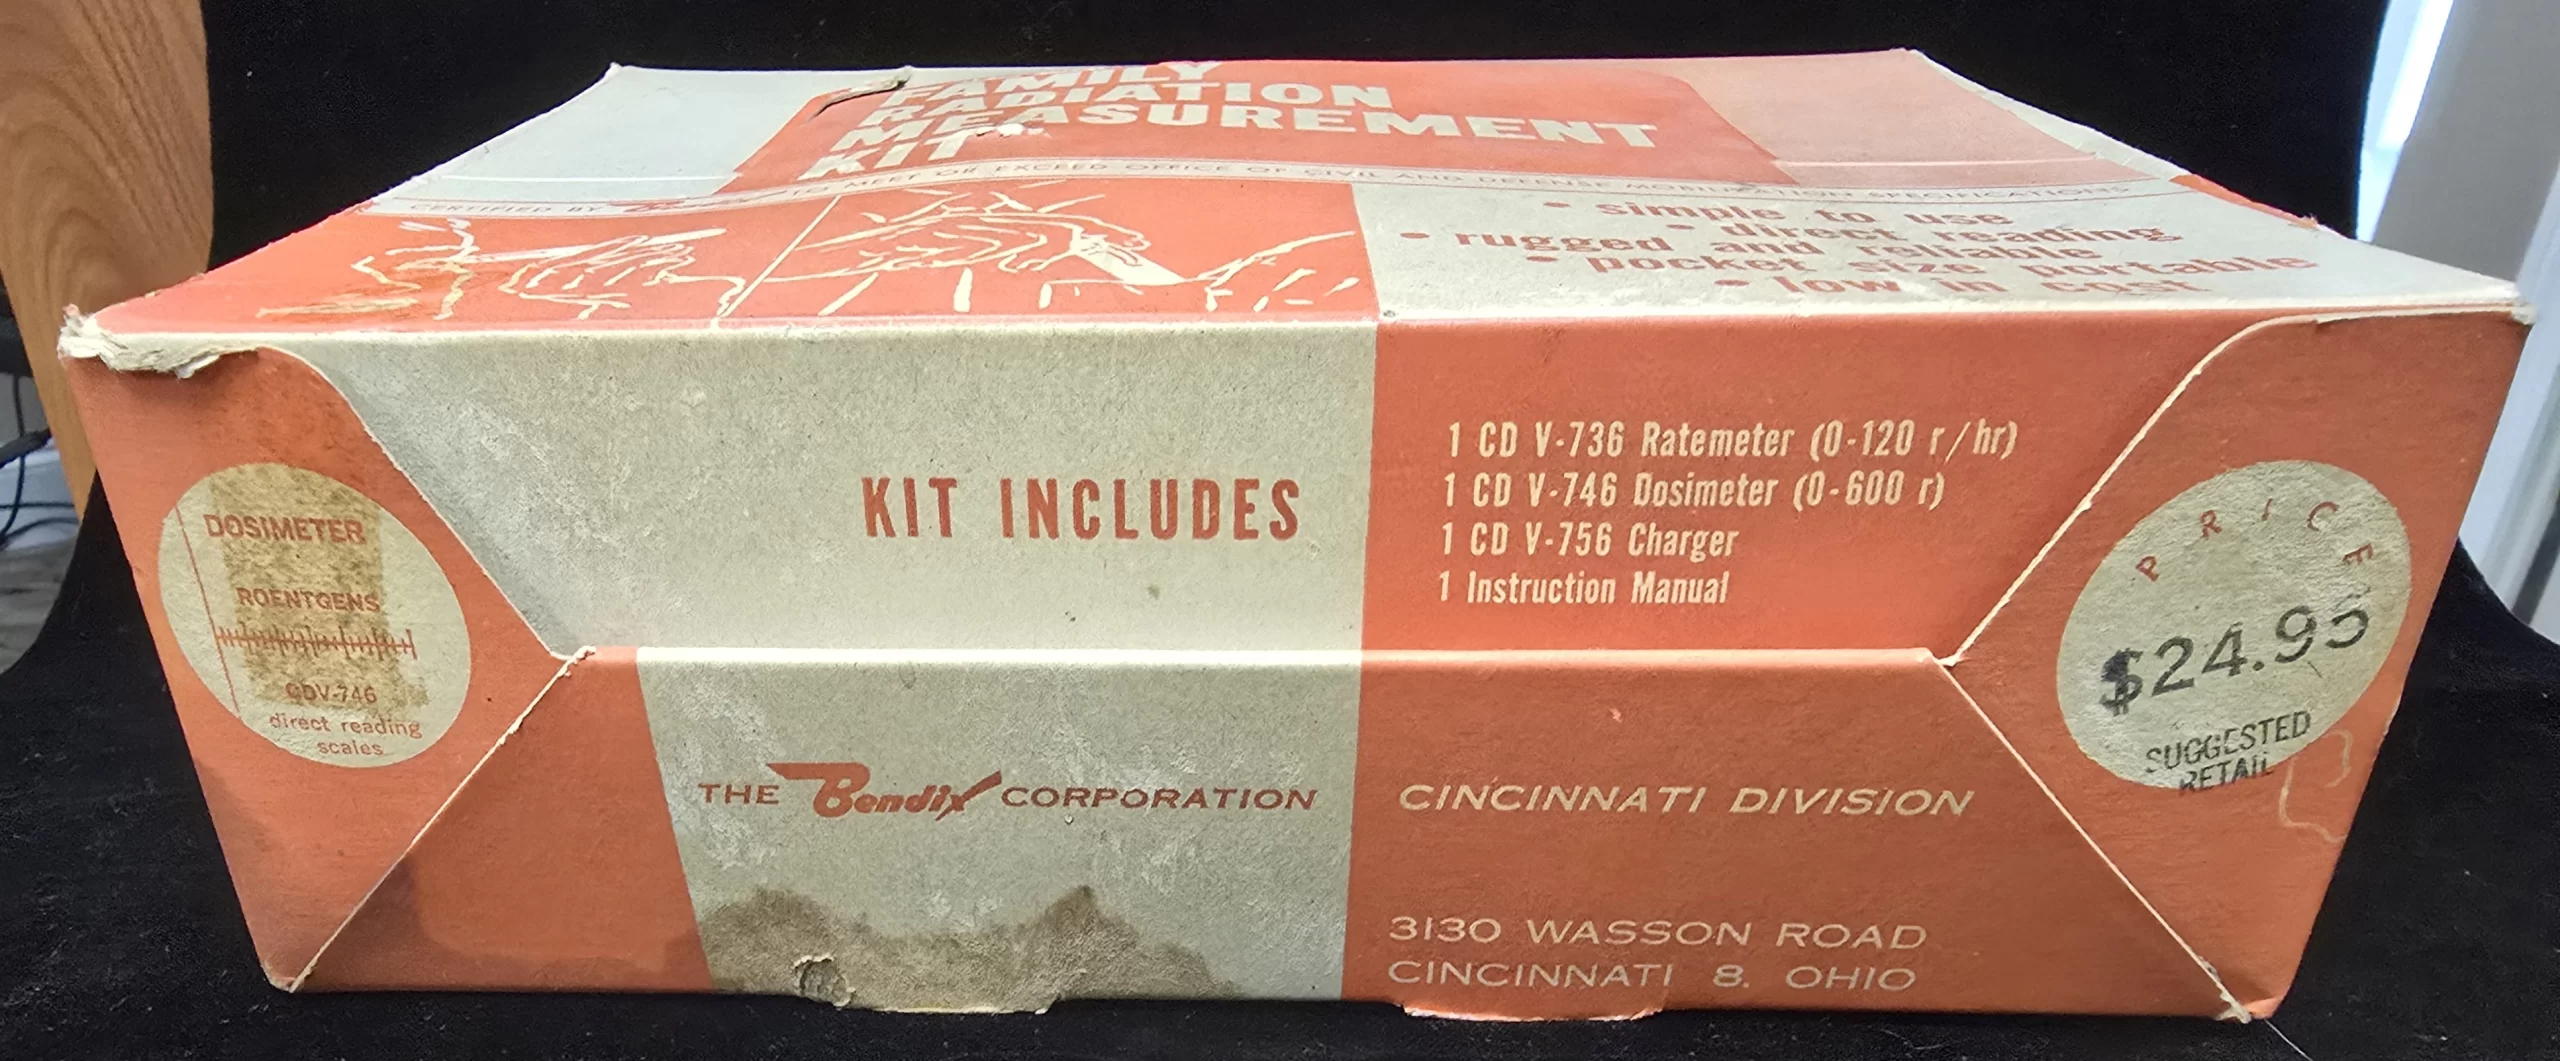 FAMILY
RADIATION
MEASUREMENT
KIT
CERTIFIED BY Bendix TO MEET OR EXCEED OFFICE OF CIVIL AND DEFENSE MOBILIZATION SPECIFICATIONS
• simple to use
• direct reading
• rugged and reliable
• pocket size portable
• low in cost
KIT INCLUDES
1 CD V-736 Ratemeter (0-120 r/hr)
1 CD V-746 Dosimeter (0-600 r)
1 CD V-756 Charger
1 Instruction Manual
DOSIMETER
ROENTGENS
CDV-746
direct reading
scales
PRICE
$24.95
SUGGESTED
RETAIL
THE Bendix CORPORATION
CINCINNATI DIVISION
3130 WASSON ROAD
CINCINNATI 8, OHIO